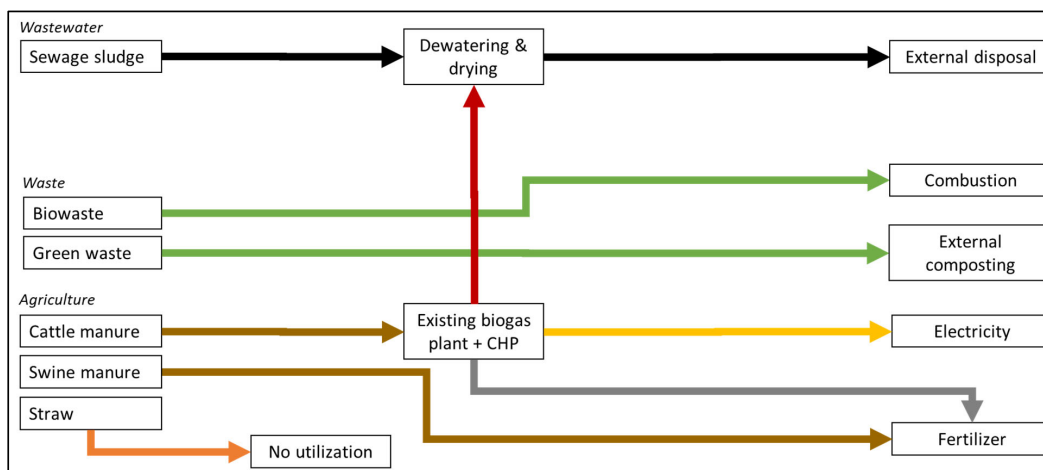 Wastewater
Sewage sludge
Dewatering &
drying
External disposal
Waste
Combustion
Biowaste
Green waste
External
composting
Agriculture
Cattle manure
Existing biogas
plant + CHP
Electricity
Swine manure
Straw
Fertilizer
No utilization